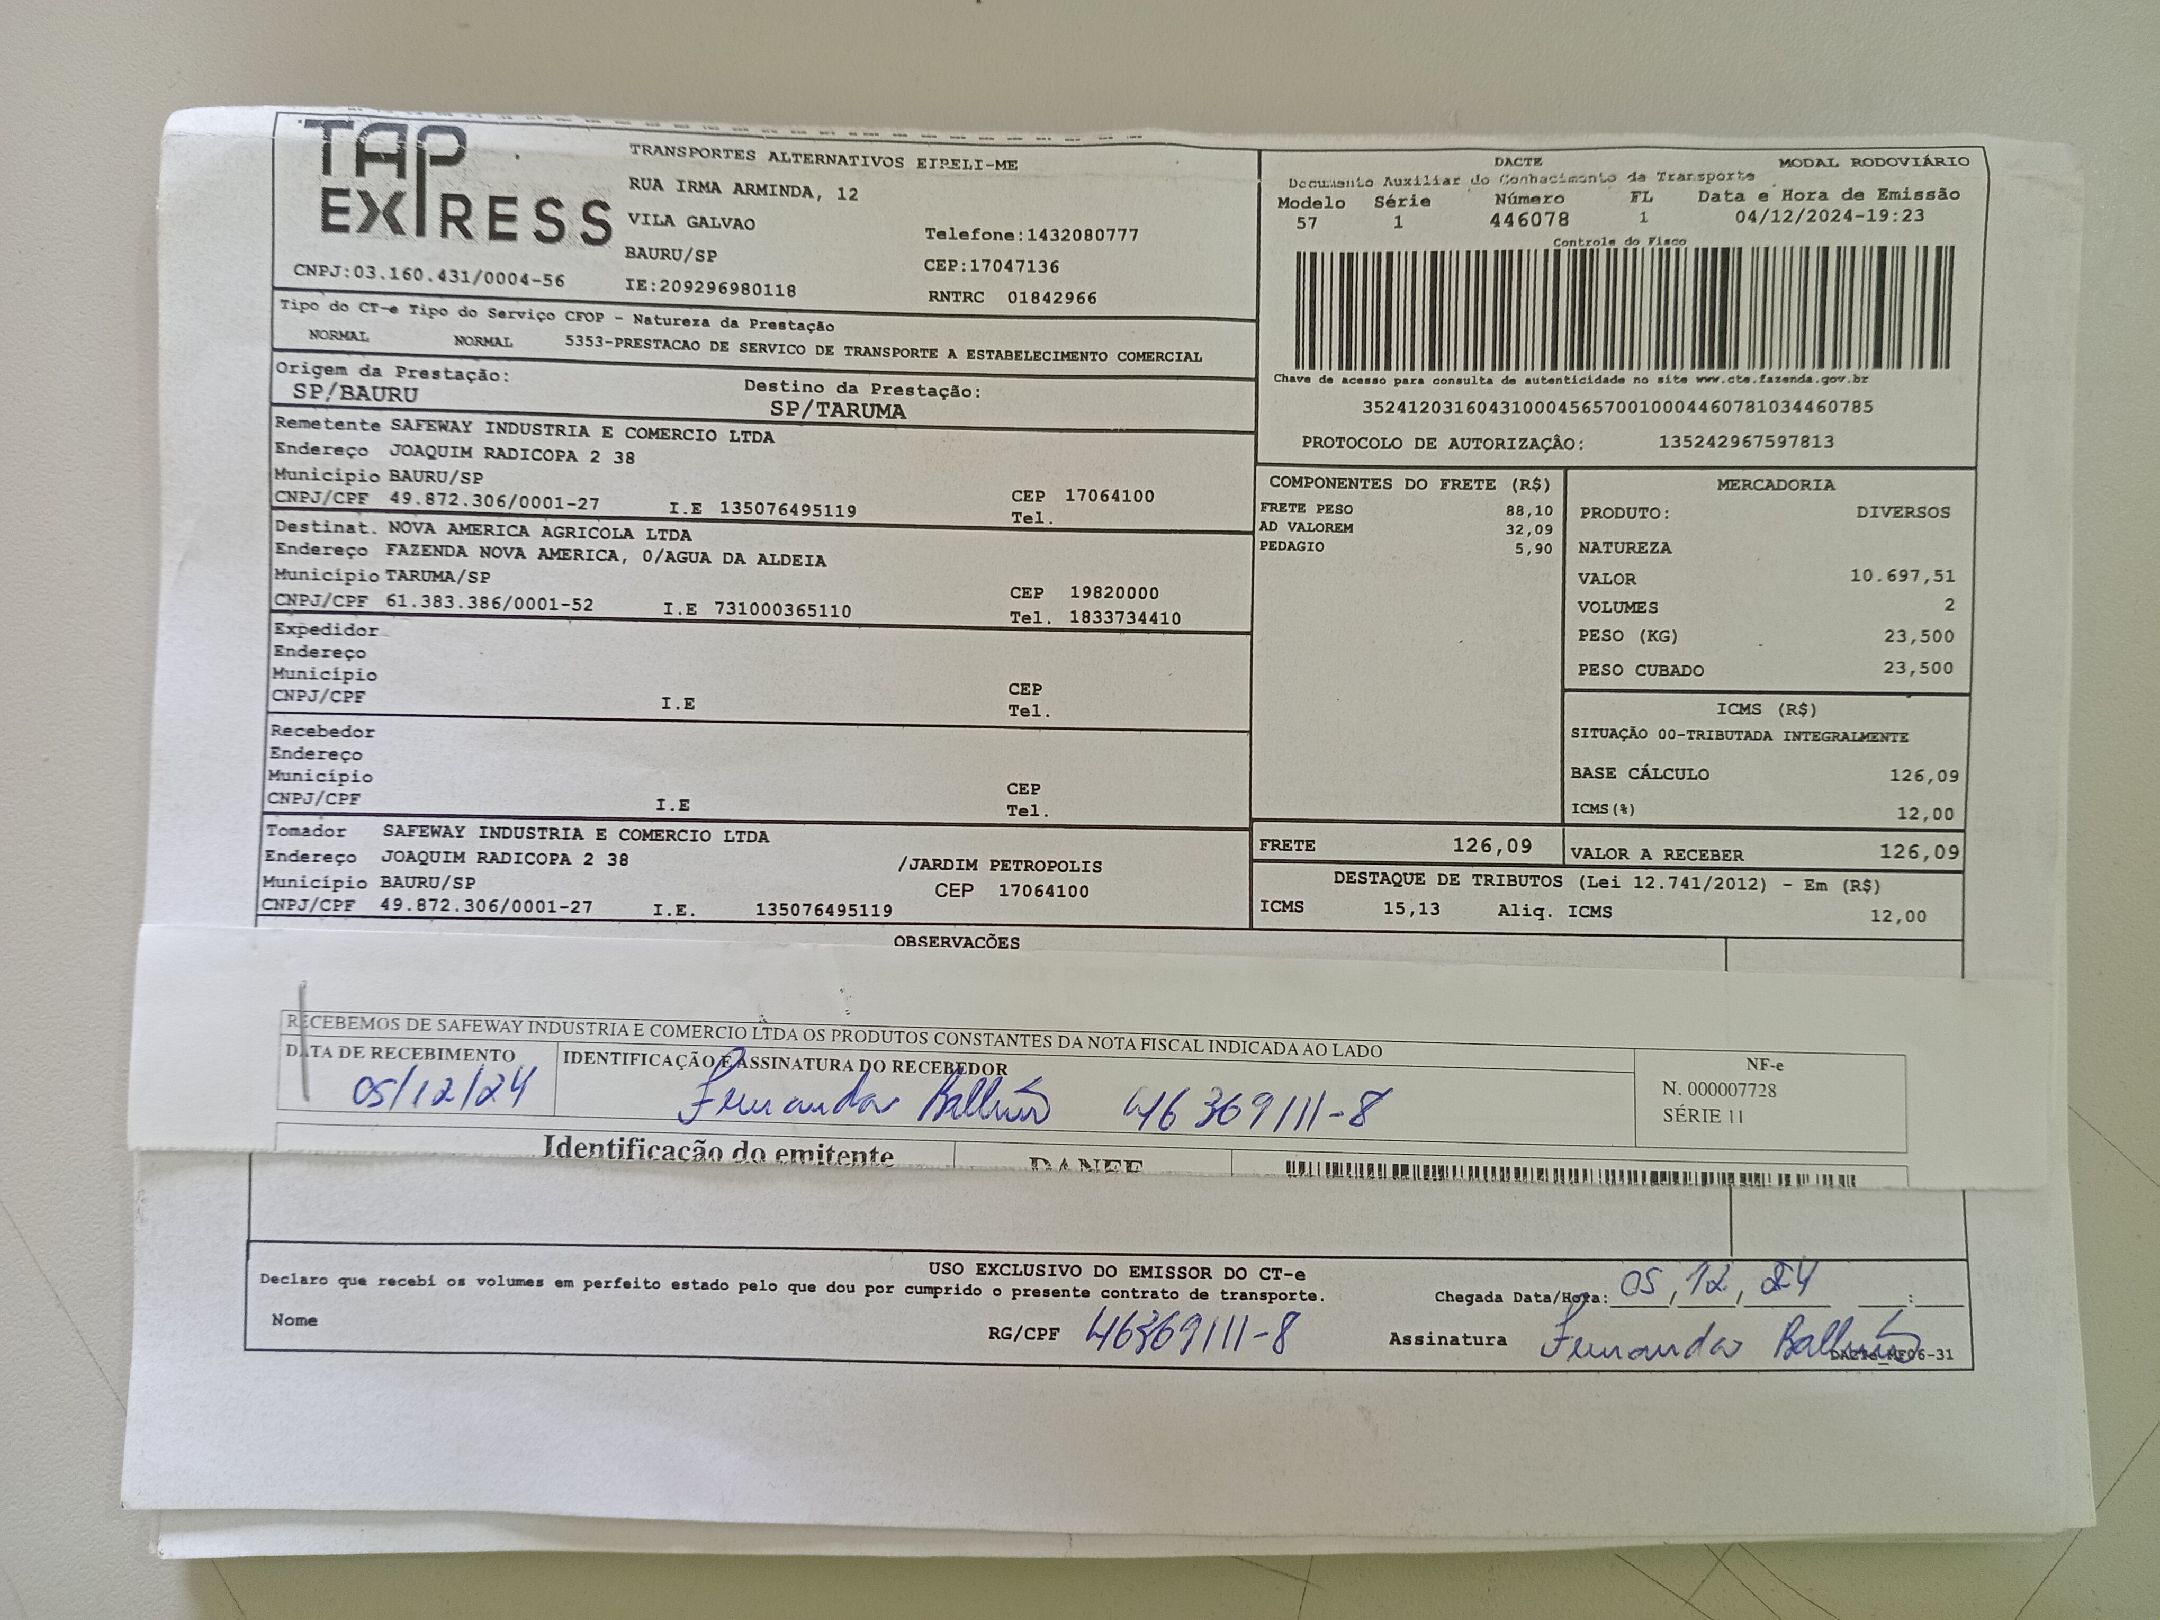 TAP EXPRESS
CNPJ:03.160.431/0004-56
TRANSPORTES ALTERNATIVOS EIRELI-ME
RUA IRMA ARMINDA, 12
VILA GALVAO
BAURU/SP
IE:209296980118
Telefone:1432080777
CEP:17047136
RNTRC 01842966
DACTE
MODAL RODOVIÁRIO
Documento Auxiliar do Conhecimento de Transporte
Modelo Série Número FL Data e Hora de Emissão
57 1 446078 1 04/12/2024-19:23
Controle do Fisco
Chave de acesso para consulta de autenticidade no site www.cte.fazenda.gov.br
35241203160431000456570010004460781034460785
PROTOCOLO DE AUTORIZAÇÃO: 135242967597813
Tipo do CT-e Tipo do Serviço CFOP - Natureza da Prestação
NORMAL NORMAL 5353-PRESTACAO DE SERVICO DE TRANSPORTE A ESTABELECIMENTO COMERCIAL
Origem da Prestação: Destino da Prestação:
SP/BAURU SP/TARUMA
Remetente SAFEWAY INDUSTRIA E COMERCIO LTDA
Endereço JOAQUIM RADICOPA 2 38
Município BAURU/SP CEP 17064100
CNPJ/CPF 49.872.306/0001-27 I.E 135076495119 Tel.
Destinat. NOVA AMERICA AGRICOLA LTDA
Endereço FAZENDA NOVA AMERICA, 0/AGUA DA ALDEIA
Município TARUMA/SP CEP 19820000
CNPJ/CPF 61.383.386/0001-52 I.E 731000365110 Tel. 1833734410
Expedidor
Endereço
Município CEP
CNPJ/CPF I.E Tel.
Recebedor
Endereço
Município CEP
CNPJ/CPF I.E Tel.
Tomador SAFEWAY INDUSTRIA E COMERCIO LTDA
Endereço JOAQUIM RADICOPA 2 38 /JARDIM PETROPOLIS
Município BAURU/SP CEP 17064100
CNPJ/CPF 49.872.306/0001-27 I.E. 135076495119
COMPONENTES DO FRETE (R$)
FRETE PESO 88,10
AD VALOREM 32,09
PEDAGIO 5,90
MERCADORIA
PRODUTO: DIVERSOS
NATUREZA
VALOR 10.697,51
VOLUMES 2
PESO (KG) 23,500
PESO CUBADO 23,500
ICMS (R$)
SITUAÇÃO 00-TRIBUTADA INTEGRALMENTE
BASE CÁLCULO 126,09
ICMS(%) 12,00
FRETE 126,09 VALOR A RECEBER 126,09
DESTAQUE DE TRIBUTOS (Lei 12.741/2012) - Em (R$)
ICMS 15,13 Aliq. ICMS 12,00
OBSERVACÕES
RECEBEMOS DE SAFEWAY INDUSTRIA E COMERCIO LTDA OS PRODUTOS CONSTANTES DA NOTA FISCAL INDICADA AO LADO
DATA DE RECEBIMENTO IDENTIFICAÇÃO E ASSINATURA DO RECEBEDOR
05/12/24 46369111-8
NF-e
N. 000007728
SÉRIE 11
Identificação do emitente DANFE
USO EXCLUSIVO DO EMISSOR DO CT-e
Declaro que recebi os volumes em perfeito estado pelo que dou por cumprido o presente contrato de transporte.
Chegada Data/Hora: 05,12,24 :
Nome RG/CPF 46369111-8 Assinatura